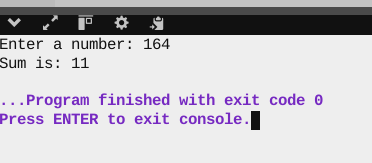 Enter a number: 164
Sum is: 11
...Program finished with exit code 0
Press ENTER to exit console.